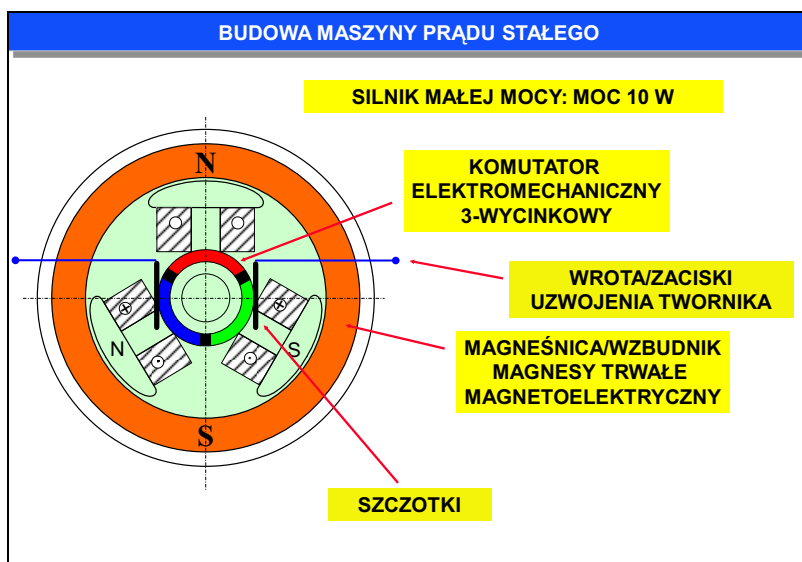 BUDOWA MASZYNY PRĄDU STAŁEGO
SILNIK MAŁEJ MOCY: MOC 10 W
N
KOMUTATOR
ELEKTROMECHANICZNY
3-WYCINKOWY
WROTA/ZACISKI
UZWOJENIA TWORNIKA
N
S
MAGNEŚNICA/WZBUDNIK
MAGNESY TRWAŁE
MAGNETOELEKTRYCZNY
S
SZCZOTKI